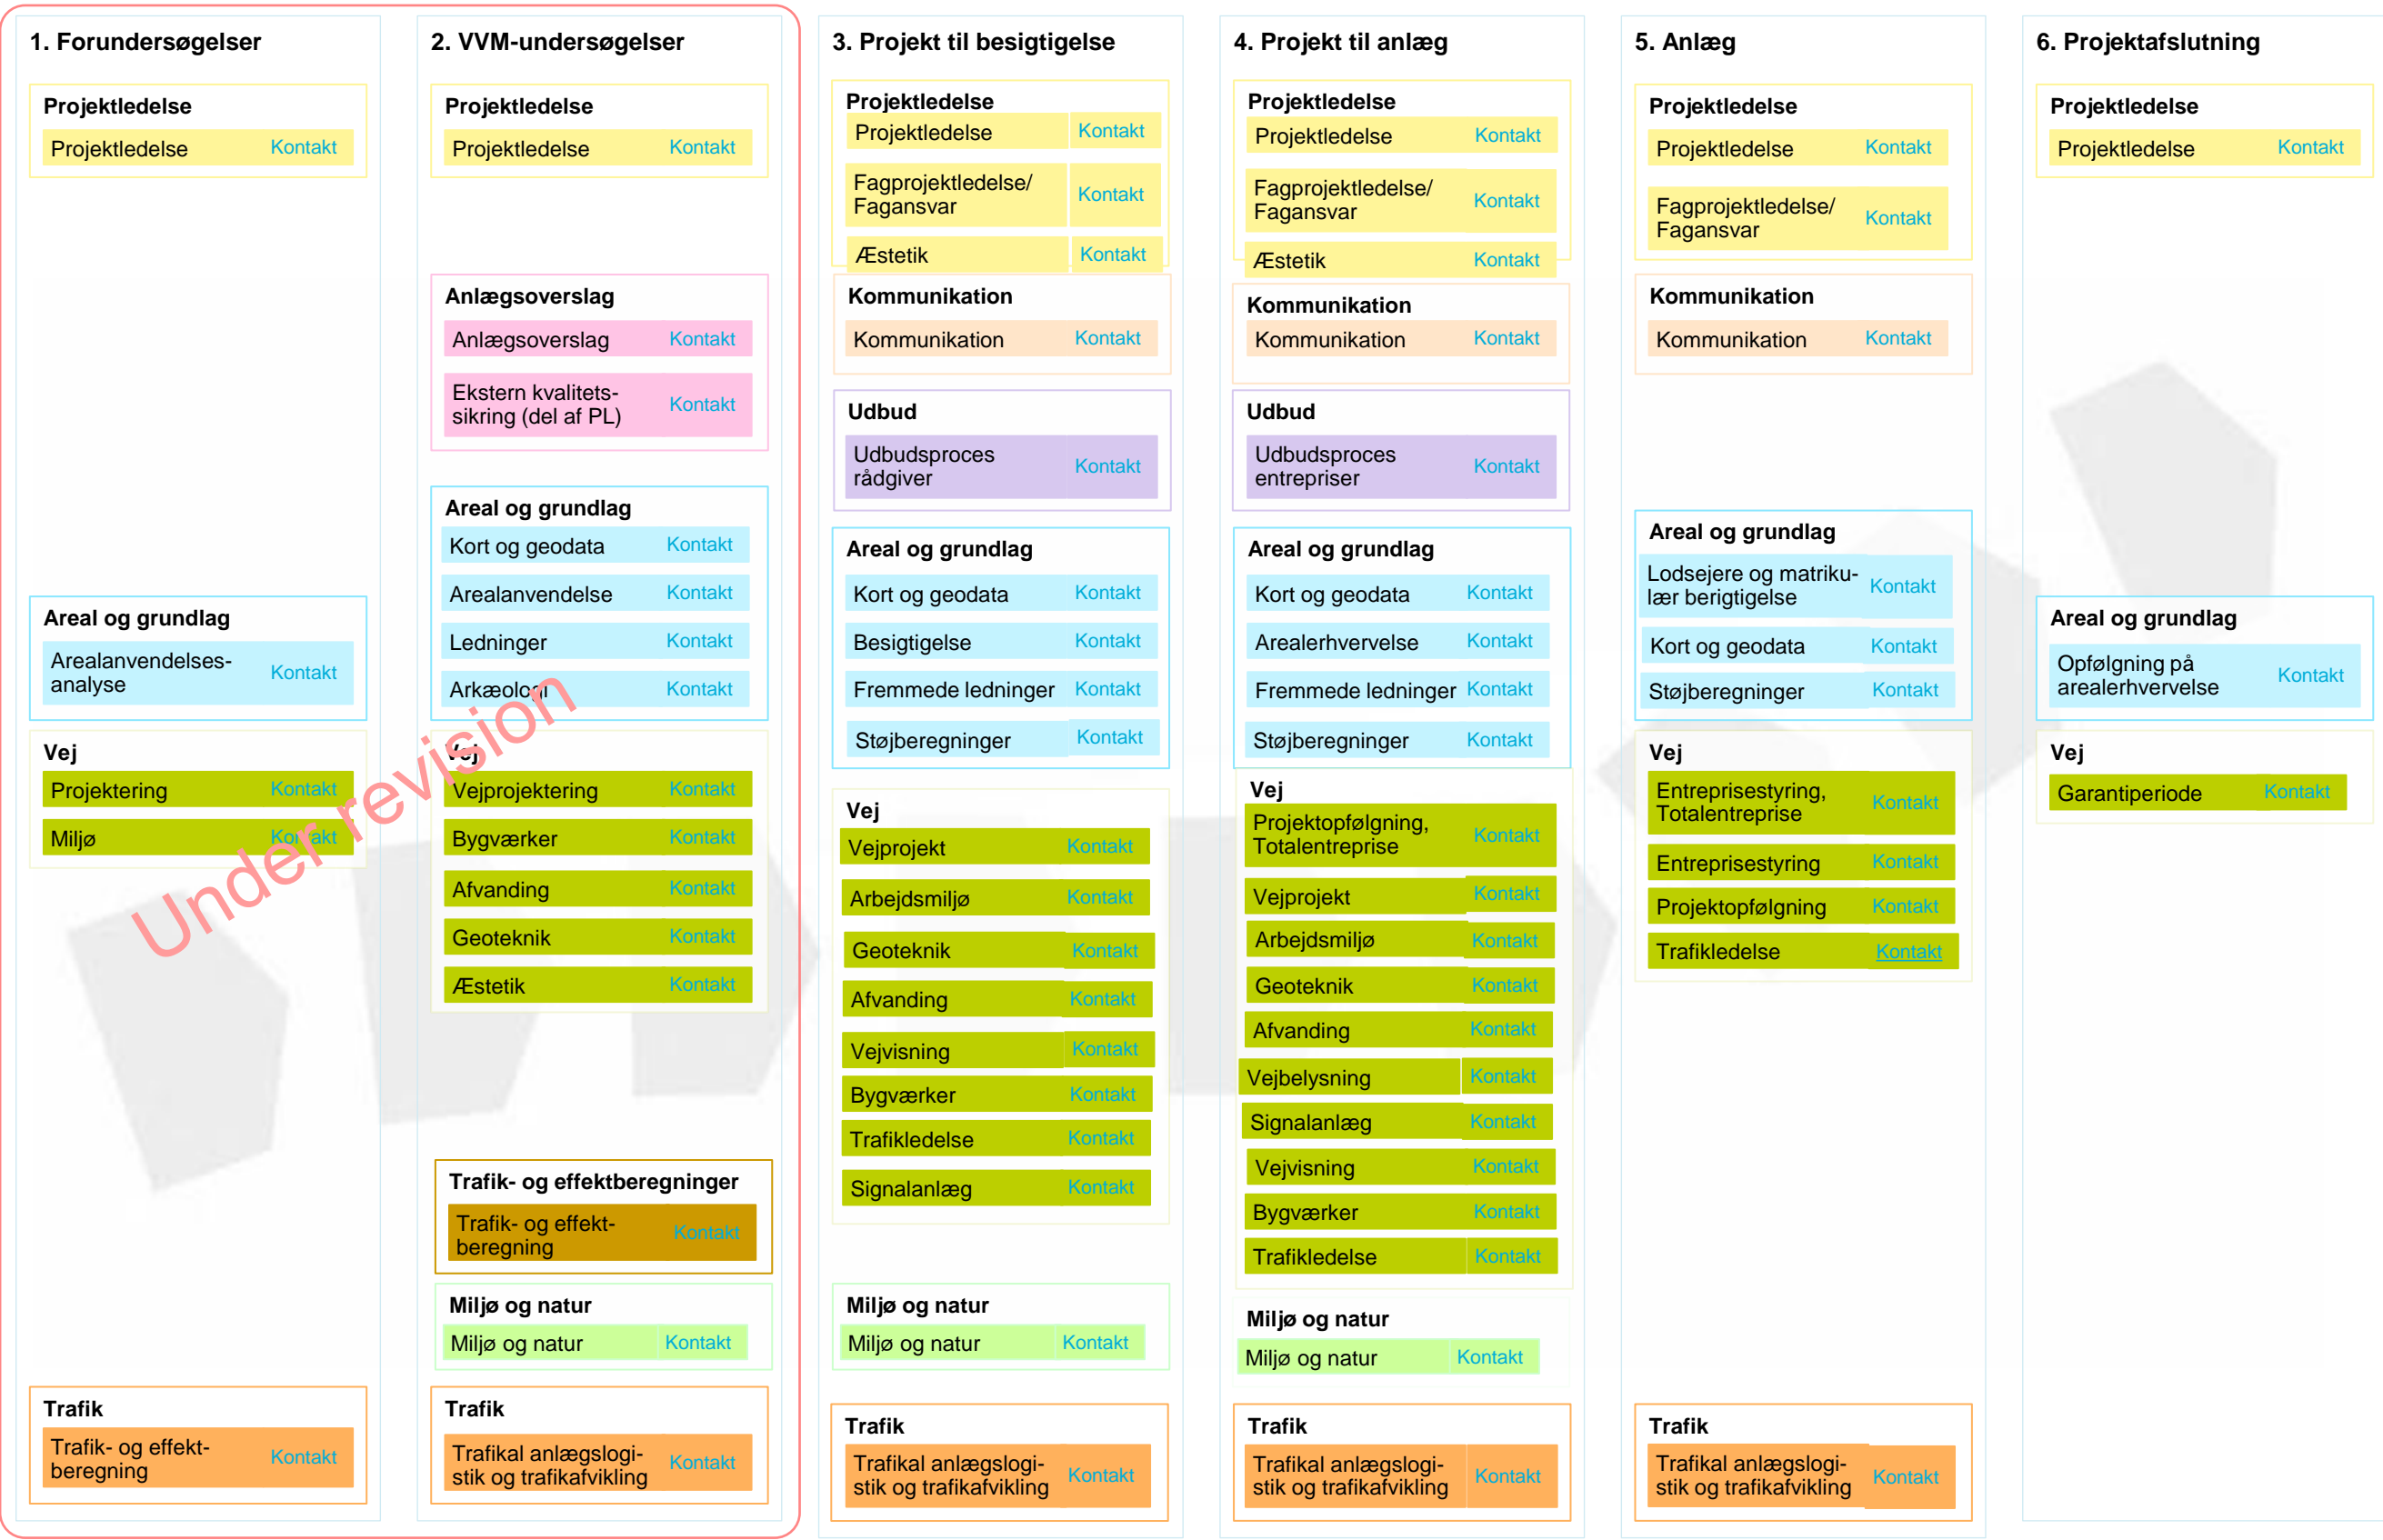 1. Forundersøgelser
Projektledelse
Projektledelse Kontakt
Areal og grundlag
Arealanvendelses-
analyse Kontakt
Vej
Projektering Kontakt
Miljø Kontakt
Trafik
Trafik- og effekt-
beregning Kontakt
2. VVM-undersøgelser
Projektledelse
Projektledelse Kontakt
Anlægsoverslag
Anlægsoverslag Kontakt
Ekstern kvalitets-
sikring (del af PL) Kontakt
Areal og grundlag
Kort og geodata Kontakt
Arealanvendelse Kontakt
Ledninger Kontakt
Arkæologi Kontakt
Vej
Vejprojektering Kontakt
Bygværker Kontakt
Afvanding Kontakt
Geoteknik Kontakt
Æstetik Kontakt
Trafik- og effektberegninger
Trafik- og effekt-
beregning Kontakt
Miljø og natur
Miljø og natur Kontakt
Trafik
Trafikal anlægslogi-
stik og trafikafvikling Kontakt
Under revision
3. Projekt til besigtigelse
Projektledelse
Projektledelse Kontakt
Fagprojektledelse/
Fagansvar Kontakt
Æstetik Kontakt
Kommunikation
Kommunikation Kontakt
Udbud
Udbudsproces
rådgiver Kontakt
Areal og grundlag
Kort og geodata Kontakt
Besigtigelse Kontakt
Fremmede ledninger Kontakt
Støjberegninger Kontakt
Vej
Vejprojekt Kontakt
Arbejdsmiljø Kontakt
Geoteknik Kontakt
Afvanding Kontakt
Vejvisning Kontakt
Bygværker Kontakt
Trafikledelse Kontakt
Signalanlæg Kontakt
Miljø og natur
Miljø og natur Kontakt
Trafik
Trafikal anlægslogi-
stik og trafikafvikling Kontakt
4. Projekt til anlæg
Projektledelse
Projektledelse Kontakt
Fagprojektledelse/
Fagansvar Kontakt
Æstetik Kontakt
Kommunikation
Kommunikation Kontakt
Udbud
Udbudsproces
entrepriser Kontakt
Areal og grundlag
Kort og geodata Kontakt
Arealerhvervelse Kontakt
Fremmede ledninger Kontakt
Støjberegninger Kontakt
Vej
Projektopfølgning,
Totalentreprise Kontakt
Vejprojekt Kontakt
Arbejdsmiljø Kontakt
Geoteknik Kontakt
Afvanding Kontakt
Vejbelysning Kontakt
Signalanlæg Kontakt
Vejvisning Kontakt
Bygværker Kontakt
Trafikledelse Kontakt
Miljø og natur
Miljø og natur Kontakt
Trafik
Trafikal anlægslogi-
stik og trafikafvikling Kontakt
5. Anlæg
Projektledelse
Projektledelse Kontakt
Fagprojektledelse/
Fagansvar Kontakt
Kommunikation
Kommunikation Kontakt
Areal og grundlag
Lodsejere og matriku-
lær berigtigelse Kontakt
Kort og geodata Kontakt
Støjberegninger Kontakt
Vej
Entreprisestyring,
Totalentreprise Kontakt
Entreprisestyring Kontakt
Projektopfølgning Kontakt
Trafikledelse Kontakt
Trafik
Trafikal anlægslogi-
stik og trafikafvikling Kontakt
6. Projektafslutning
Projektledelse
Projektledelse Kontakt
Areal og grundlag
Opfølgning på
arealerhvervelse Kontakt
Vej
Garantiperiode Kontakt